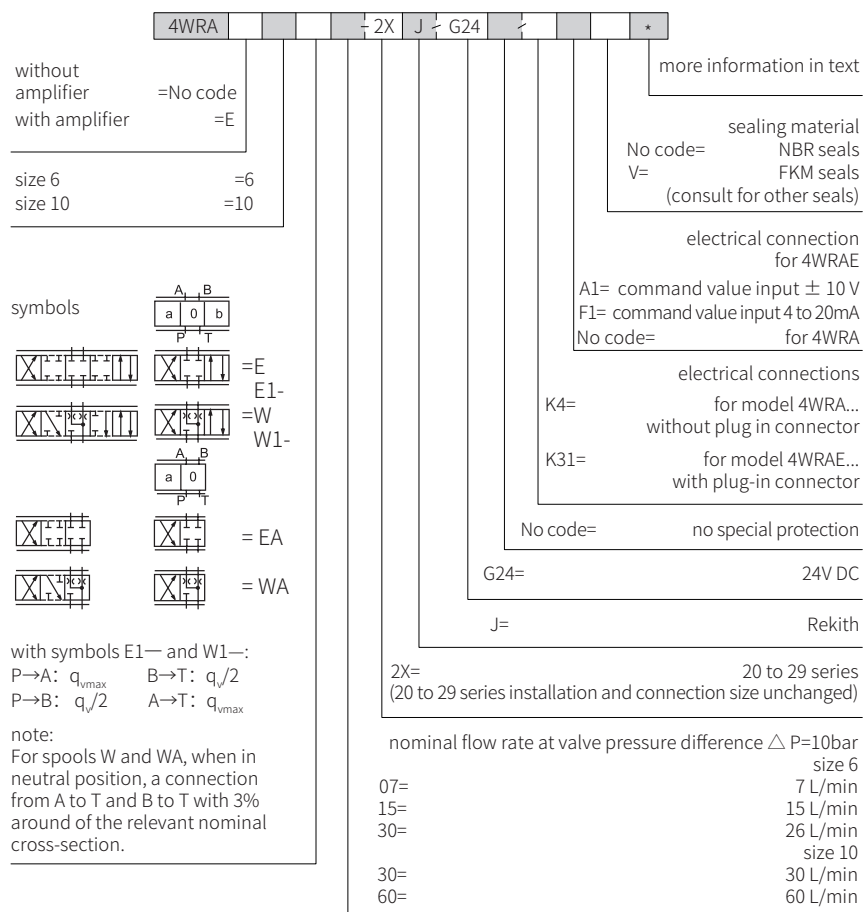 4WRA - 2X J - G24 - *
without
amplifier =No code
with amplifier =E
size 6 =6
size 10 =10
symbols
A B
a 0 b
P T
=E
E1-
=W
W1-
A B
a 0
P T
= EA
= WA
with symbols E1— and W1—:
P→A: qvmax B→T: qv/2
P→B: qv/2 A→T: qvmax
note:
For spools W and WA, when in
neutral position, a connection
from A to T and B to T with 3%
around of the relevant nominal
cross-section.
more information in text
sealing material
No code= NBR seals
V= FKM seals
(consult for other seals)
electrical connection
for 4WRAE
A1= command value input ± 10 V
F1= command value input 4 to 20mA
No code= for 4WRA
electrical connections
K4= for model 4WRA...
without plug in connector
K31= for model 4WRAE...
with plug-in connector
No code= no special protection
G24= 24V DC
J= Rekith
2X= 20 to 29 series
(20 to 29 series installation and connection size unchanged)
nominal flow rate at valve pressure difference △ P=10bar
size 6
07= 7 L/min
15= 15 L/min
30= 26 L/min
size 10
30= 30 L/min
60= 60 L/min